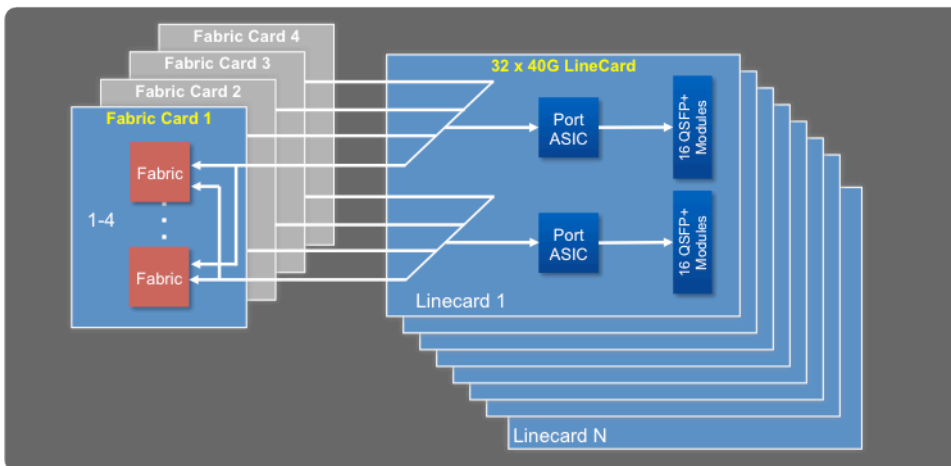 Fabric Card 4
Fabric Card 3
Fabric Card 2
Fabric Card 1
Fabric
1-4
Fabric
32 x 40G LineCard
Port
ASIC
16 QSFP+
Modules
Port
ASIC
16 QSFP+
Modules
Linecard 1
Linecard N